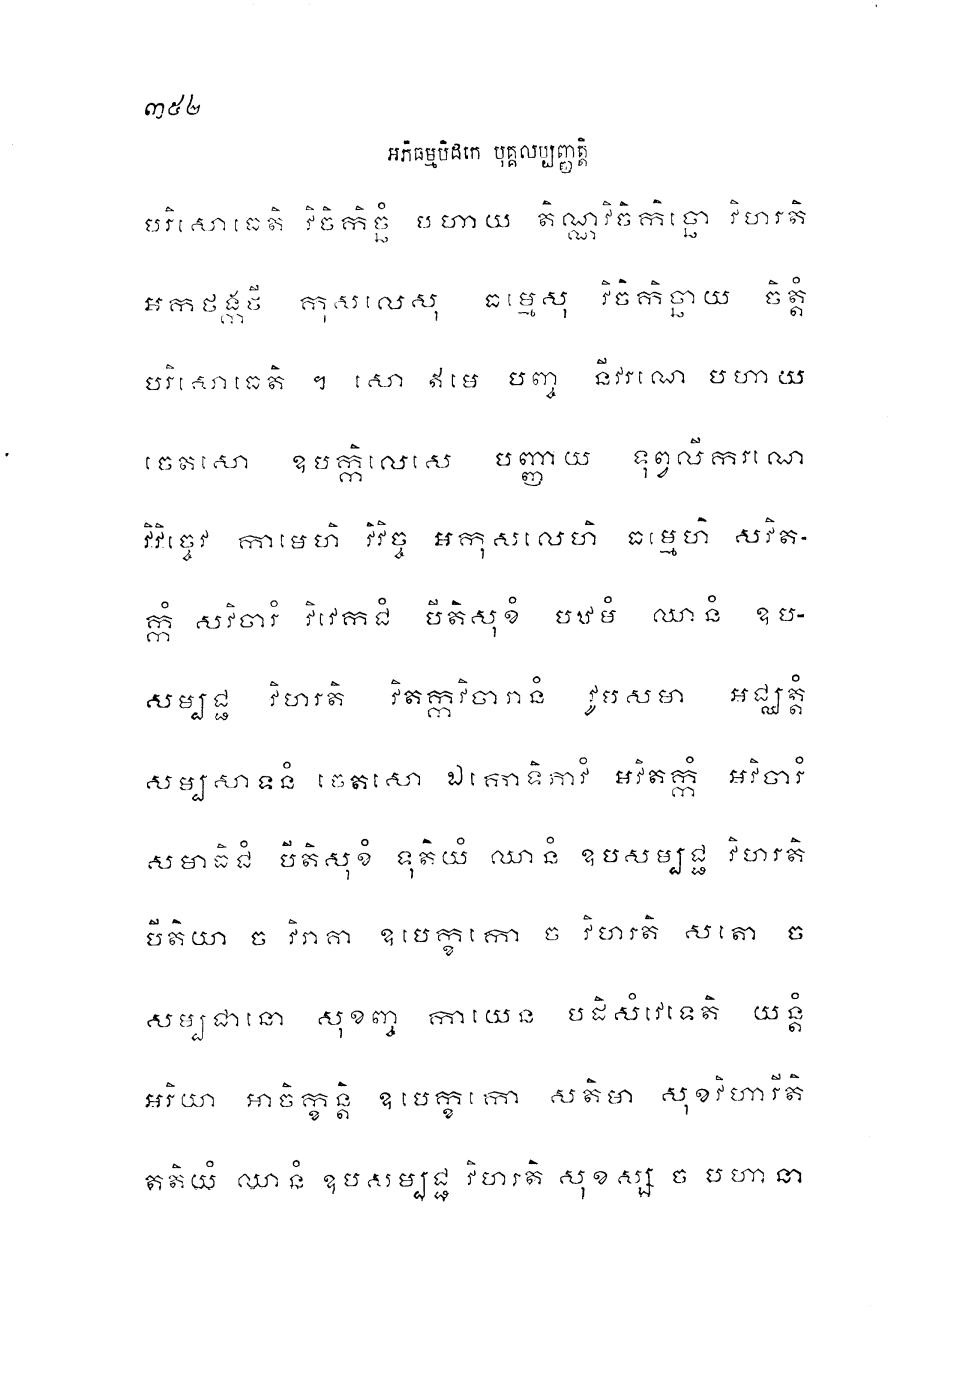 ៣៥២
អភិធម្មបិដកេ បុគ្គលប្បញ្ញត្តិ
បរិសោធេតិ វិចិកិច្ឆំ បហាយ តិណ្ណវិចិកិច្ឆោ វិហរតិ
អកថង្កថី កុសលេសុ ធម្មេសុ វិចិកិច្ឆាយ ចិត្តំ
បរិសោធេតិ ។ សោ ឥមេ បញ្ច នីវរណេ បហាយ
ចេតសោ ឧបក្កិលេសេ បញ្ញាយ ទុព្វលីករណេ
វិវិច្ចេវ កាមេហិ វិវិច្ច អកុសលេហិ ធម្មេហិ សវិត-
ក្កំ សវិចារំ វិវេកជំ បីតិសុខំ បឋមំ ឈានំ ឧប-
សម្បជ្ជ វិហរតិ វិតក្កវិចារានំ វូបសមា អជ្ឈត្តំ
សម្បសាទនំ ចេតសោ ឯកោទិភាវំ អវិតក្កំ អវិចារំ
សមាធិជំ បីតិសុខំ ទុតិយំ ឈានំ ឧបសម្បជ្ជ វិហរតិ
បីតិយា ច វិរាគា ឧបេក្ខកោ ច វិហរតិ សតោ ច
សម្បជានោ សុខញ្ច កាយេន បដិសំវេទេតិ យន្តំ
អរិយា អាចិក្ខន្តិ ឧបេក្ខកោ សតិមា សុខវិហារីតិ
តតិយំ ឈានំ ឧបសម្បជ្ជ វិហរតិ សុខស្ស ច បហានា